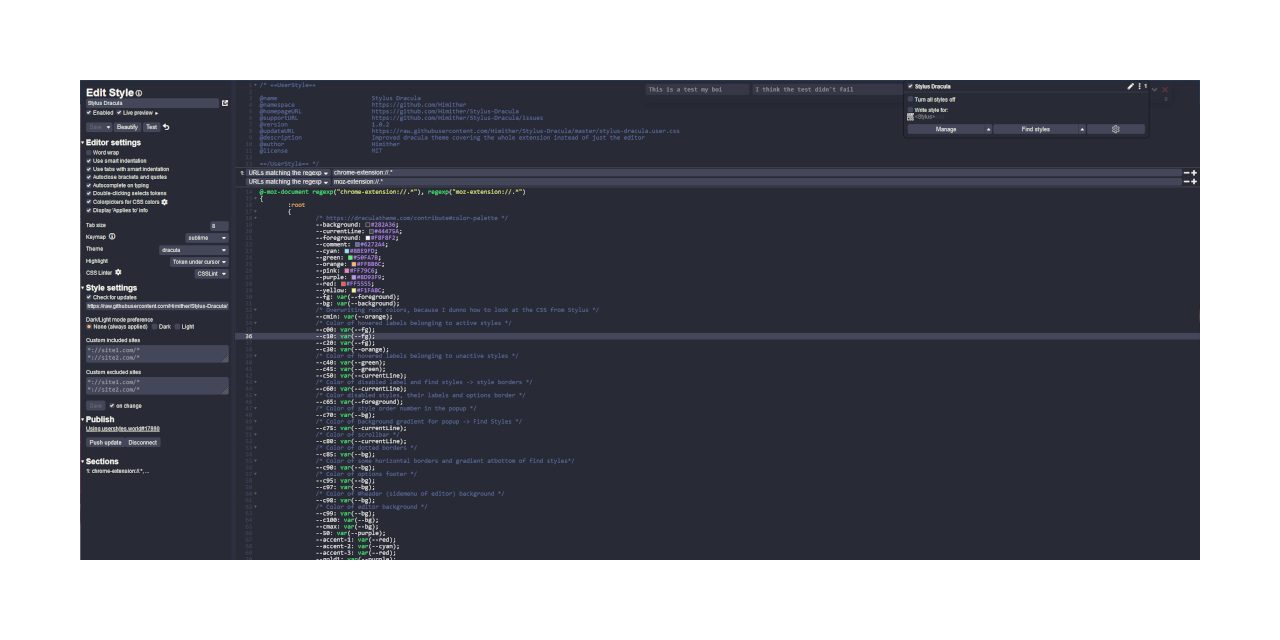 Edit Style
Stylus Dracula
Enabled Live preview
Beautify Test
Editor settings
Word wrap
Use smart indentation
Use tabs with smart indentation
Autoclose brackets and quotes
Autocomplete on typing
Double-clicking selects tokens
Colorpickers for CSS colors
Display 'Applies to' info
Tab size 8
Keymap sublime
Theme dracula
Highlight Token under cursor
CSS Linter CSSLint
Style settings
Check for updates
https://raw.githubusercontent.com/Himither/Stylus-Dracula/
Dark/Light mode preference
None (always applied) Dark Light
Custom included sites
*://site1.com/*
*://site2.com/*
Custom excluded sites
*://site1.com/*
*://site2.com/*
on change
Publish
Using userstyles.world#17998
Push update Disconnect
Sections
1: chrome-extension://.*, ...
/* ==UserStyle==
@name Stylus Dracula
@namespace https://github.com/Himither
@homepageURL https://github.com/Himither/Stylus-Dracula
@supportURL https://github.com/Himither/Stylus-Dracula/issues
@version 1.0.2
@updateURL https://raw.githubusercontent.com/Himither/Stylus-Dracula/master/stylus-dracula.user.css
@description Improved dracula theme covering the whole extension instead of just the editor
@author Himither
@license MIT
==/UserStyle== */
This is a test my boi I think the test didn't fail
Stylus Dracula 1
Turn all styles off
Write style for:
<Stylus>
Manage Find styles
URLs matching the regexp chrome-extension://.*
URLs matching the regexp moz-extension://.*
@-moz-document regexp("chrome-extension://.*"), regexp("moz-extension://.*")
{
:root
{
/* https://draculatheme.com/contribute#color-palette */
--background: #282A36;
--currentLine: #44475A;
--foreground: #F8F8F2;
--comment: #6272A4;
--cyan: #8BE9FD;
--green: #50FA7B;
--orange: #FFB86C;
--pink: #FF79C6;
--purple: #BD93F9;
--red: #FF5555;
--yellow: #F1FA8C;
--fg: var(--foreground);
--bg: var(--background);
/* Overwriting root colors, because I dunno how to look at the CSS from Stylus */
--cmin: var(--orange);
/* Color of hovered labels belonging to active styles */
--c00: var(--fg);
36 --c10: var(--fg);
--c20: var(--fg);
--c30: var(--orange);
/* Color of hovered labels belonging to unactive styles */
--c40: var(--green);
--c45: var(--green);
--c50: var(--currentLine);
/* Color of disabled label and find styles -> style borders */
--c60: var(--currentLine);
/* Color disabled styles, their labels and options border */
--c65: var(--foreground);
/* Color of style order number in the popup */
--c70: var(--bg);
/* Color of background gradient for popup -> Find Styles */
--c75: var(--currentLine);
/* Color of scrollbar */
--c80: var(--currentLine);
/* Color of dotted borders */
--c85: var(--bg);
/* Color of some horizontal borders and gradient atbottom of find styles*/
--c90: var(--bg);
/* Color of options footer */
--c95: var(--bg);
--c97: var(--bg);
/* Color of #header (sidemenu of editor) background */
--c98: var(--bg);
/* Color of editor background */
--c99: var(--bg);
--c100: var(--bg);
--cmax: var(--bg);
--50: var(--purple);
--accent-1: var(--red);
--accent-2: var(--cyan);
--accent-3: var(--red);